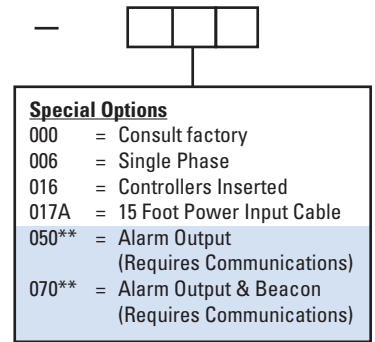 —
Special Options
000 = Consult factory
006 = Single Phase
016 = Controllers Inserted
017A = 15 Foot Power Input Cable
050** = Alarm Output
(Requires Communications)
070** = Alarm Output & Beacon
(Requires Communications)